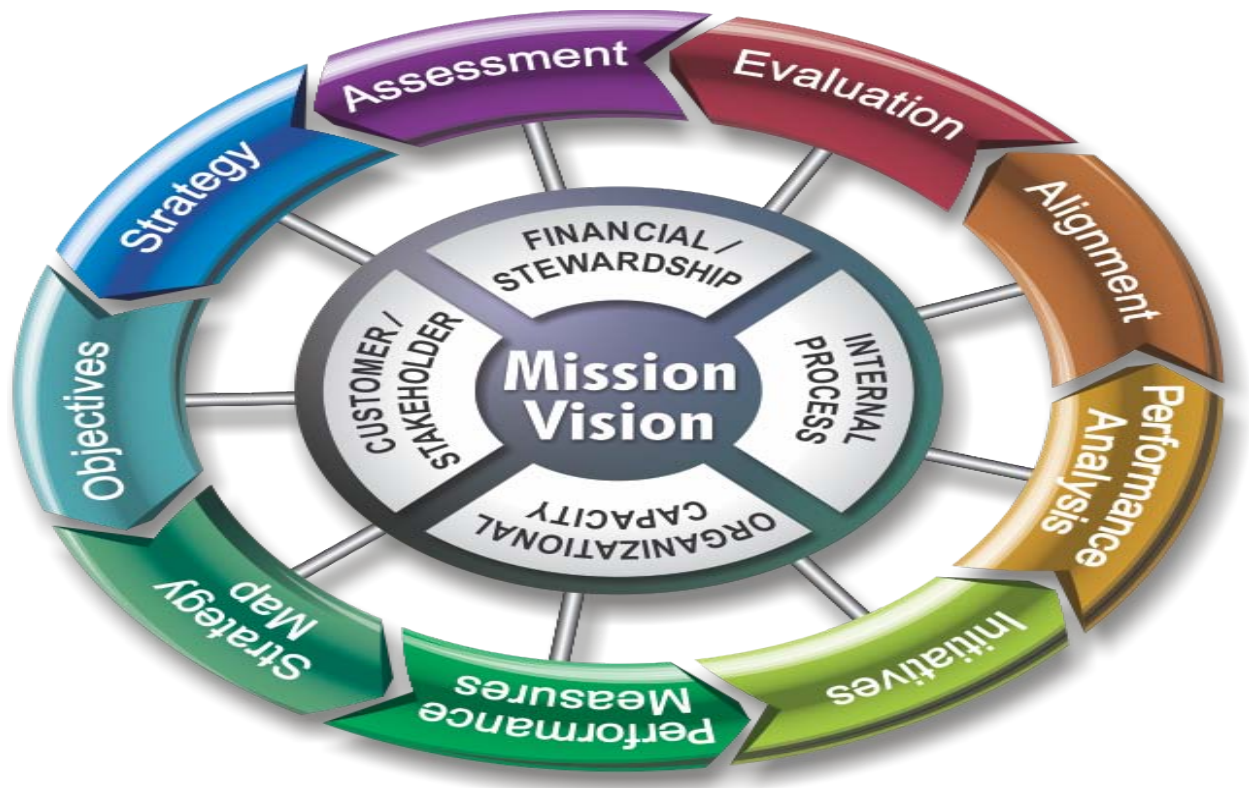 Assessment
Strategy
Objectives
Strategy
Map
Performance
Measures
Initiatives
Performance
Analysis
Alignment
Evaluation
FINANCIAL /
STEWARDSHIP
INTERNAL
PROCESS
ORGANIZATIONAL
CAPACITY
CUSTOMER /
STAKEHOLDER
Mission
Vision